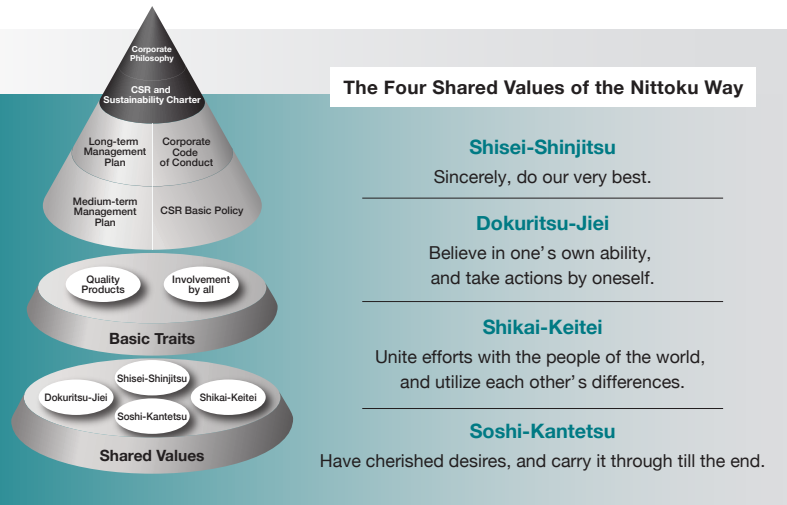 Corporate
Philosophy
CSR and
Sustainability Charter
Long-term
Management
Plan
Corporate
Code
of Conduct
Medium-term
Management
Plan
CSR Basic Policy
Quality
Products
Involvement
by all
Basic Traits
Shisei-Shinjitsu
Dokuritsu-Jiei
Shikai-Keitei
Soshi-Kantetsu
Shared Values
The Four Shared Values of the Nittoku Way
Shisei-Shinjitsu
Sincerely, do our very best.
Dokuritsu-Jiei
Believe in one's own ability,
and take actions by oneself.
Shikai-Keitei
Unite efforts with the people of the world,
and utilize each other's differences.
Soshi-Kantetsu
Have cherished desires, and carry it through till the end.